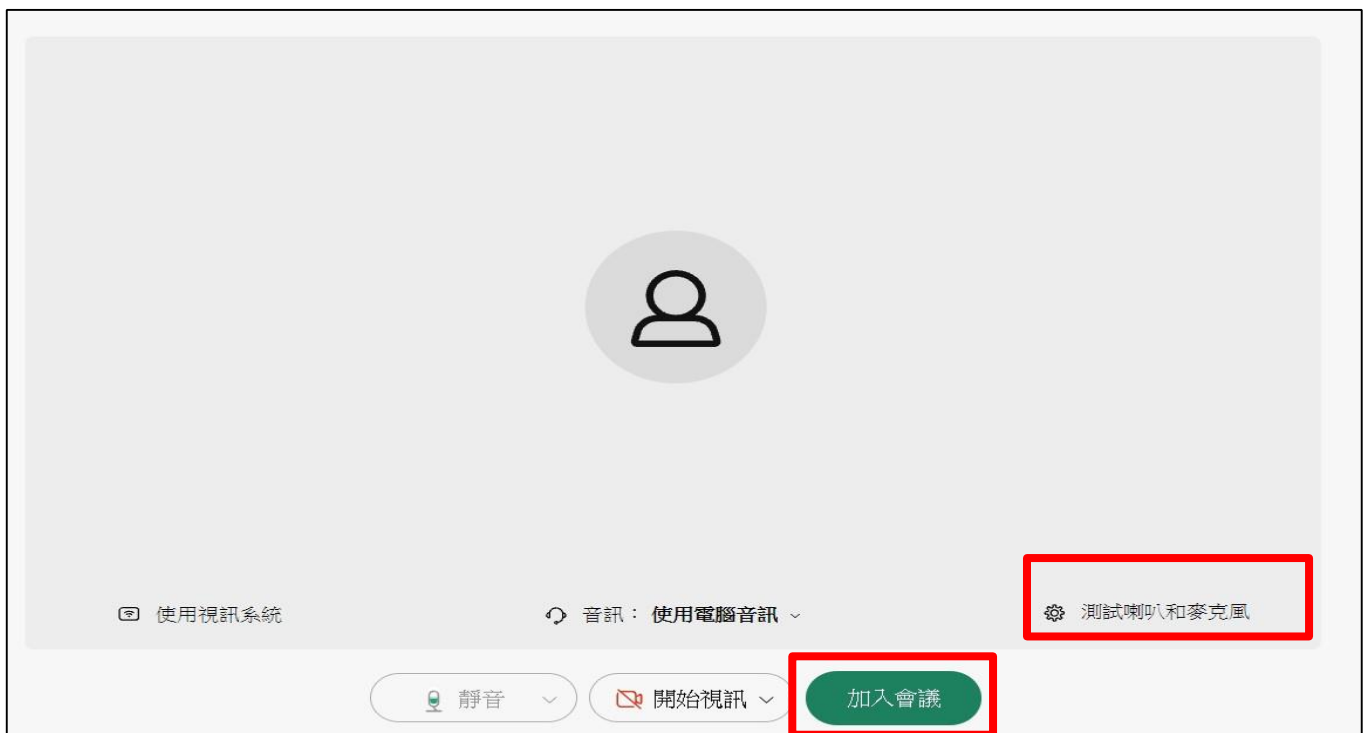 使用視訊系統
音訊：使用電腦音訊
測試喇叭和麥克風
靜音
開始視訊
加入會議